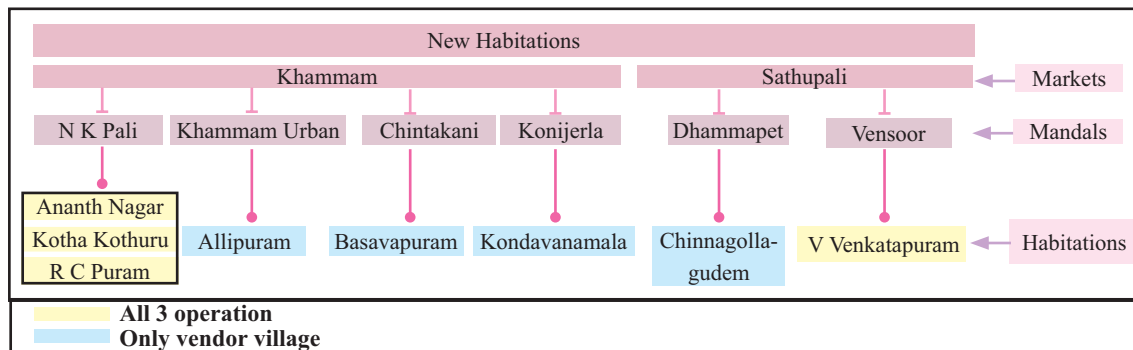 New Habitations
Khammam
Sathupali
Markets
N K Pali
Khammam Urban
Chintakani
Konijerla
Dhammapet
Vensoor
Mandals
Ananth Nagar
Kotha Kothuru
R C Puram
Allipuram
Basavapuram
Kondavanamala
Chinnagolla-
gudem
V Venkatapuram
Habitations
All 3 operation
Only vendor village